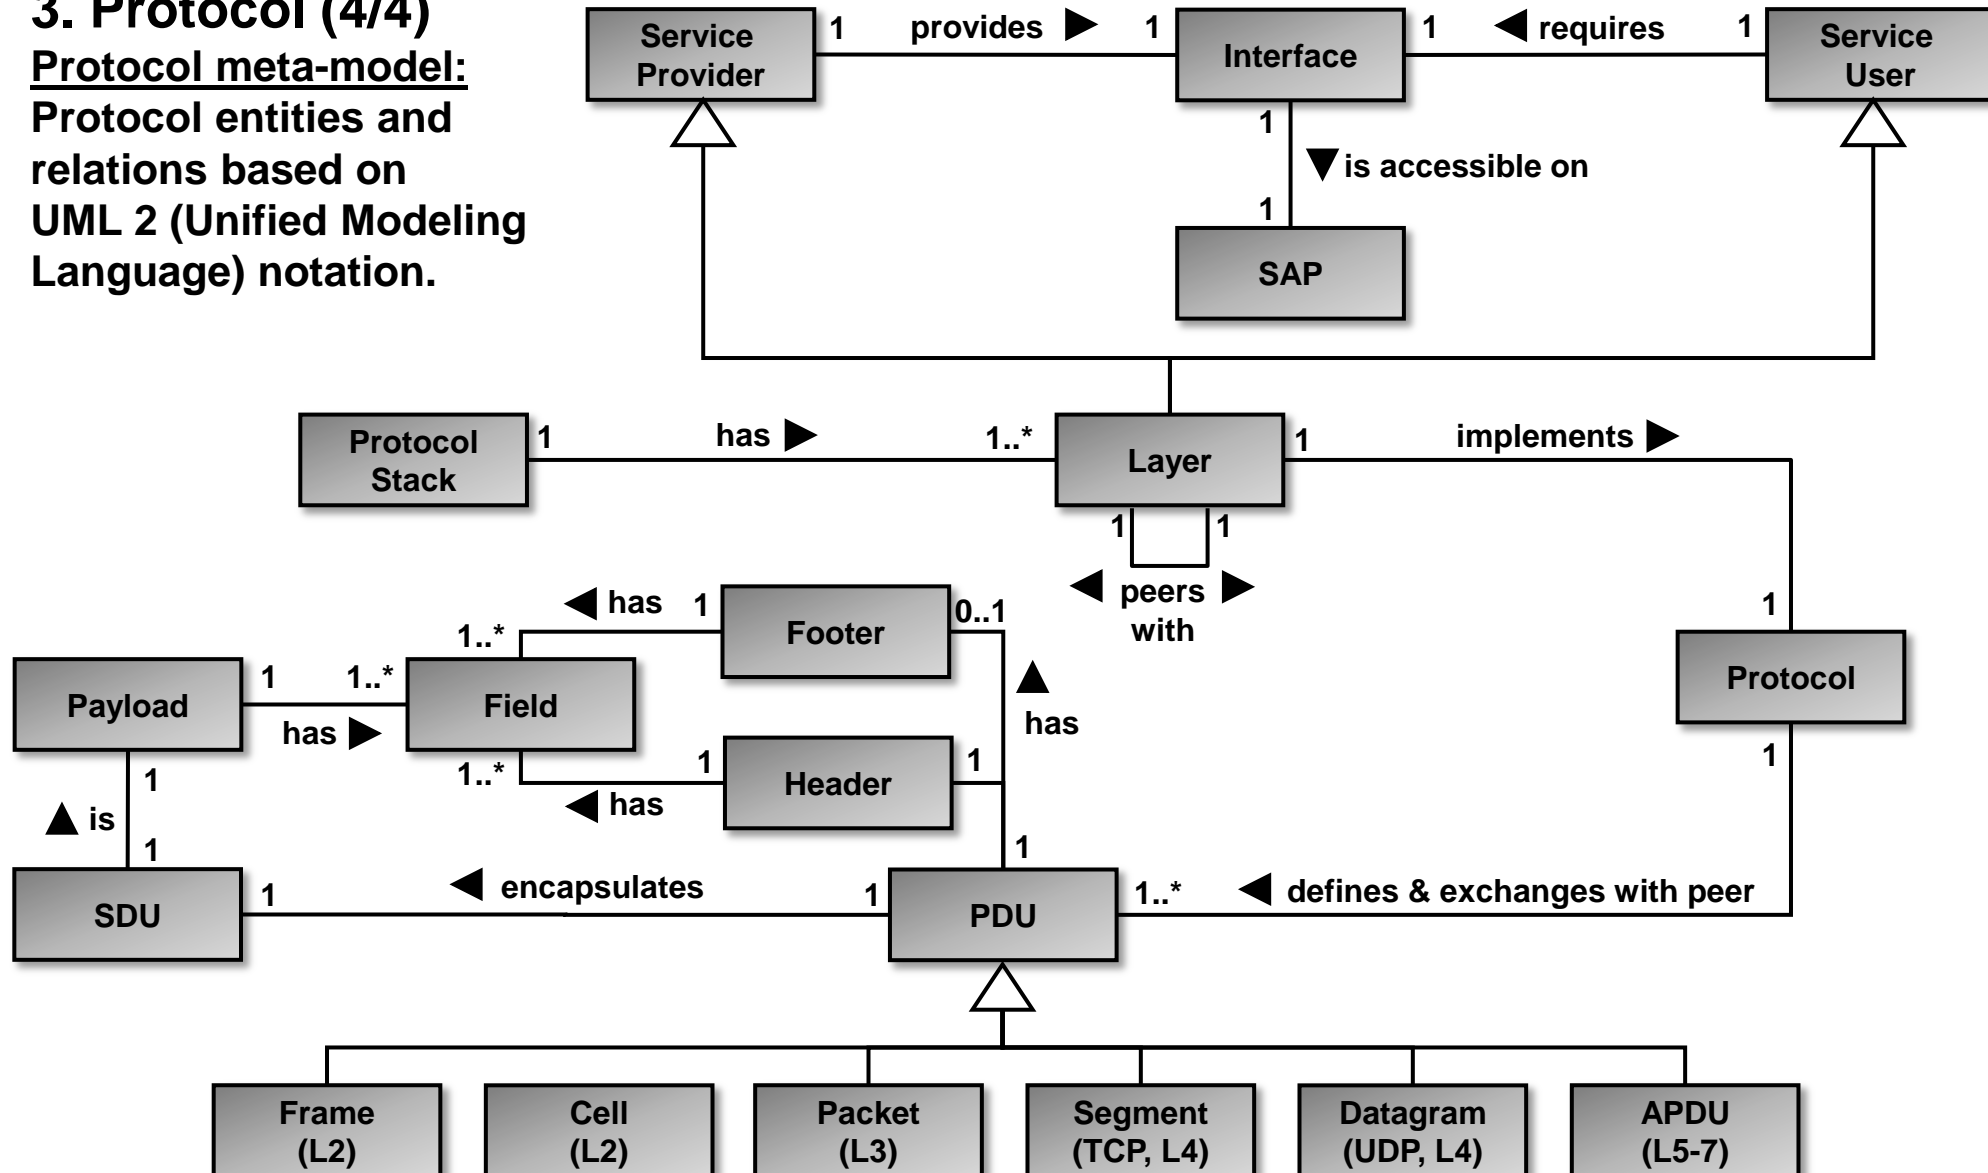 3. Protocol (4/4)
Protocol meta-model:
Protocol entities and
relations based on
UML 2 (Unified Modeling
Language) notation.
Service
Provider
1
provides
1
Interface
1
requires
1
Service
User
1
is accessible on
1
SAP
Protocol
Stack
1
has
1..*
Layer
1
implements
1
1
peers
with
1
Protocol
1
has
1
1..*
Footer
0..1
has
Payload
1
1..*
has
Field
1..*
has
1
Header
1
1
is
1
SDU
1
encapsulates
1
1
PDU
1..*
defines & exchanges with peer
Frame
(L2)
Cell
(L2)
Packet
(L3)
Segment
(TCP, L4)
Datagram
(UDP, L4)
APDU
(L5-7)